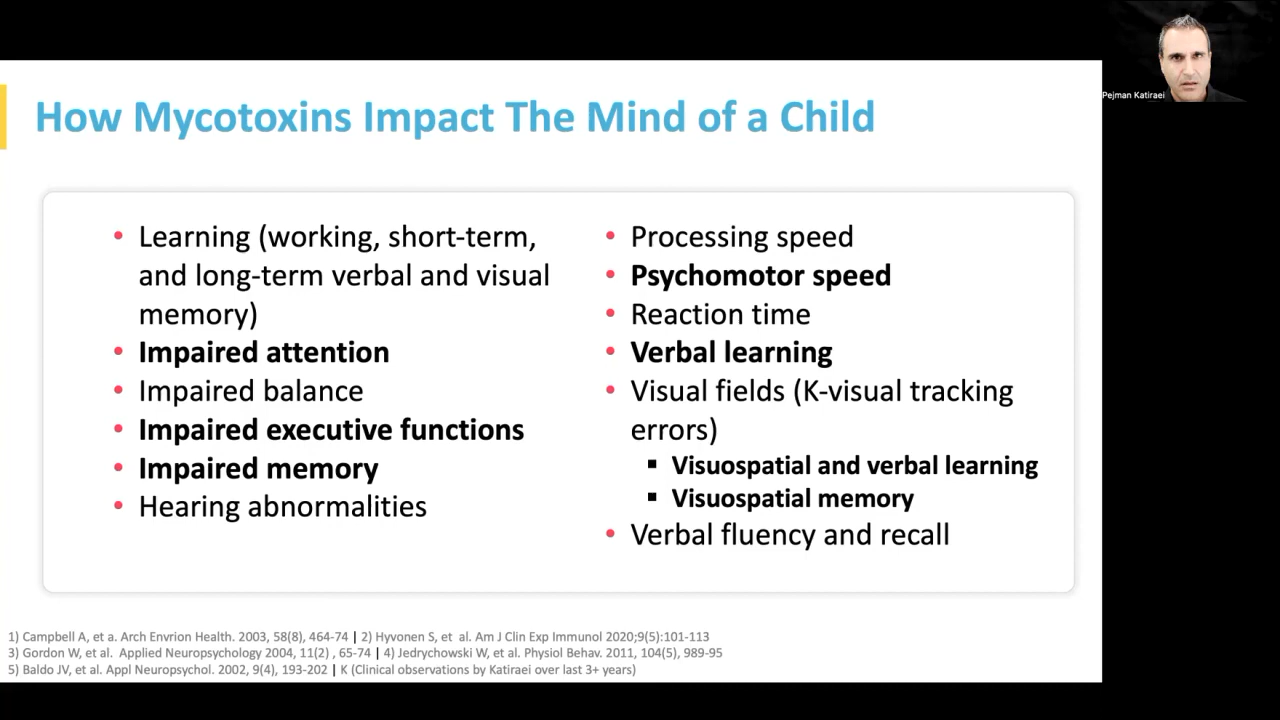 How Mycotoxins Impact The Mind of a Child
• Learning (working, short-term,
and long-term verbal and visual
memory)
• Impaired attention
• Impaired balance
• Impaired executive functions
• Impaired memory
• Hearing abnormalities
• Processing speed
• Psychomotor speed
• Reaction time
• Verbal learning
• Visual fields (K-visual tracking
errors)
▪ Visuospatial and verbal learning
▪ Visuospatial memory
• Verbal fluency and recall
1) Campbell A, et a. Arch Envrion Health. 2003, 58(8), 464-74 | 2) Hyvonen S, et  al. Am J Clin Exp Immunol 2020;9(5):101-113
3) Gordon W, et al.  Applied Neuropsychology 2004, 11(2) , 65-74 | 4) Jedrychowski W, et al. Physiol Behav. 2011, 104(5), 989-95
5) Baldo JV, et al. Appl Neuropsychol. 2002, 9(4), 193-202 | K (Clinical observations by Katiraei over last 3+ years)
Pejman Katiraei